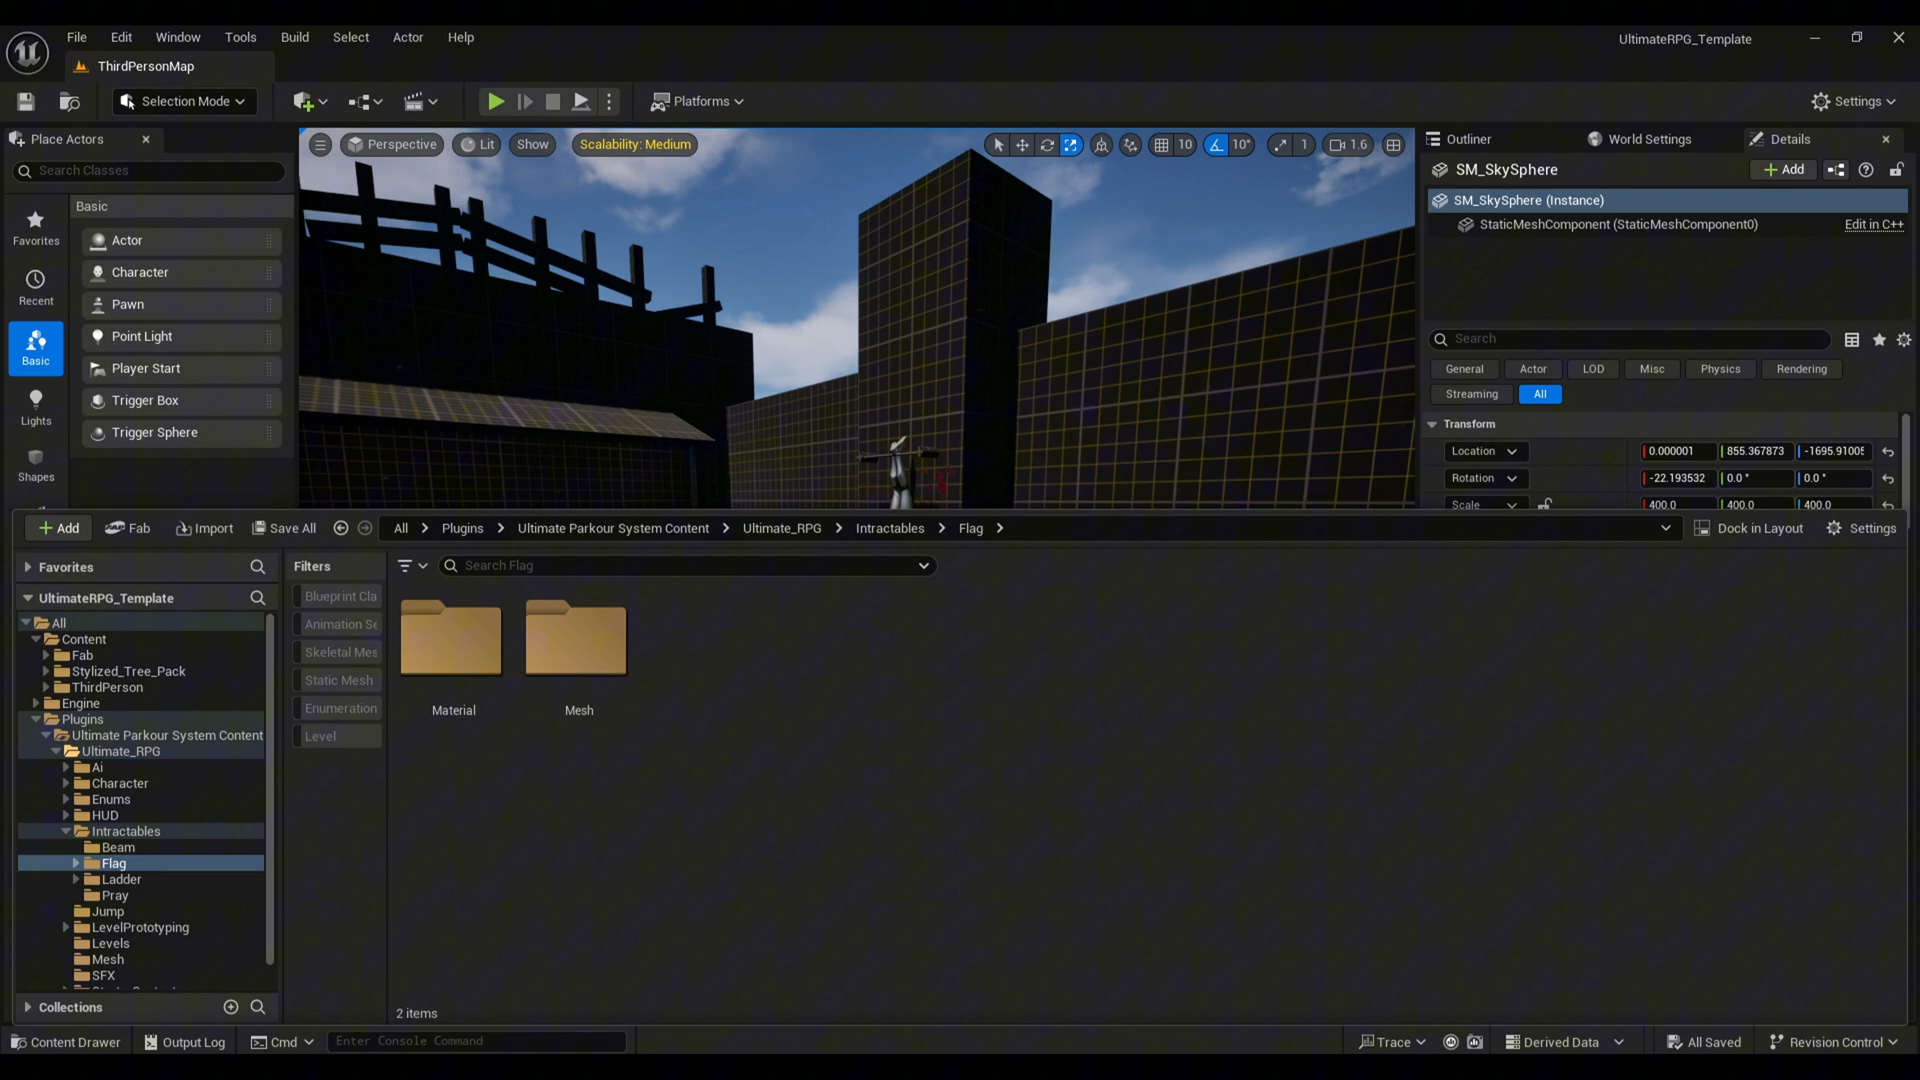 File Edit Window Tools Build Select Actor Help
UltimateRPG_Template
ThirdPersonMap
Selection Mode
Platforms
Settings
Place Actors
Search Classes
Favorites
Recent
Basic
Lights
Shapes
Basic
Actor
Character
Pawn
Point Light
Player Start
Trigger Box
Trigger Sphere
Perspective
Lit
Show
Scalability: Medium
10
10°
1
1.6
Outliner
World Settings
Details
SM_SkySphere
Add
SM_SkySphere (Instance)
StaticMeshComponent (StaticMeshComponent0)
Edit in C++
Search
General Actor LOD Misc Physics Rendering
Streaming All
Transform
Location 0.000001 855.367873 -1695.91005
Rotation -22.193532 0.0 ° 0.0 °
Scale 400.0 400.0 400.0
Add
Fab
Import
Save All
All Plugins Ultimate Parkour System Content Ultimate_RPG Intractables Flag
Dock in Layout
Settings
Favorites
UltimateRPG_Template
All
Content
Fab
Stylized_Tree_Pack
ThirdPerson
Engine
Plugins
Ultimate Parkour System Content
Ultimate_RPG
Ai
Character
Enums
HUD
Intractables
Beam
Flag
Ladder
Pray
Jump
LevelPrototyping
Levels
Mesh
SFX
Collections
Filters
Blueprint Cla
Animation Se
Skeletal Mes
Static Mesh
Enumeration
Level
Search Flag
Material
Mesh
2 items
Content Drawer
Output Log
Cmd
Enter Console Command
Trace
Derived Data
All Saved
Revision Control